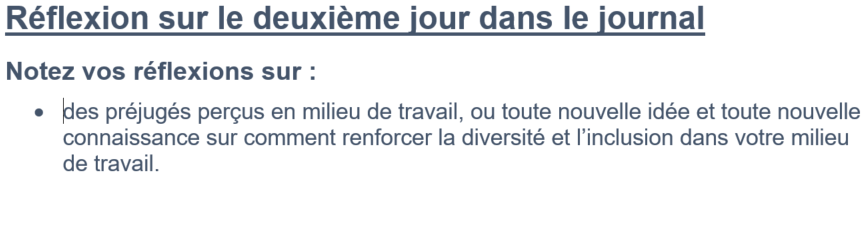 Réflexion sur le deuxième jour dans le journal
Notez vos réflexions sur :
• des préjugés perçus en milieu de travail, ou toute nouvelle idée et toute nouvelle
connaissance sur comment renforcer la diversité et l’inclusion dans votre milieu
de travail.